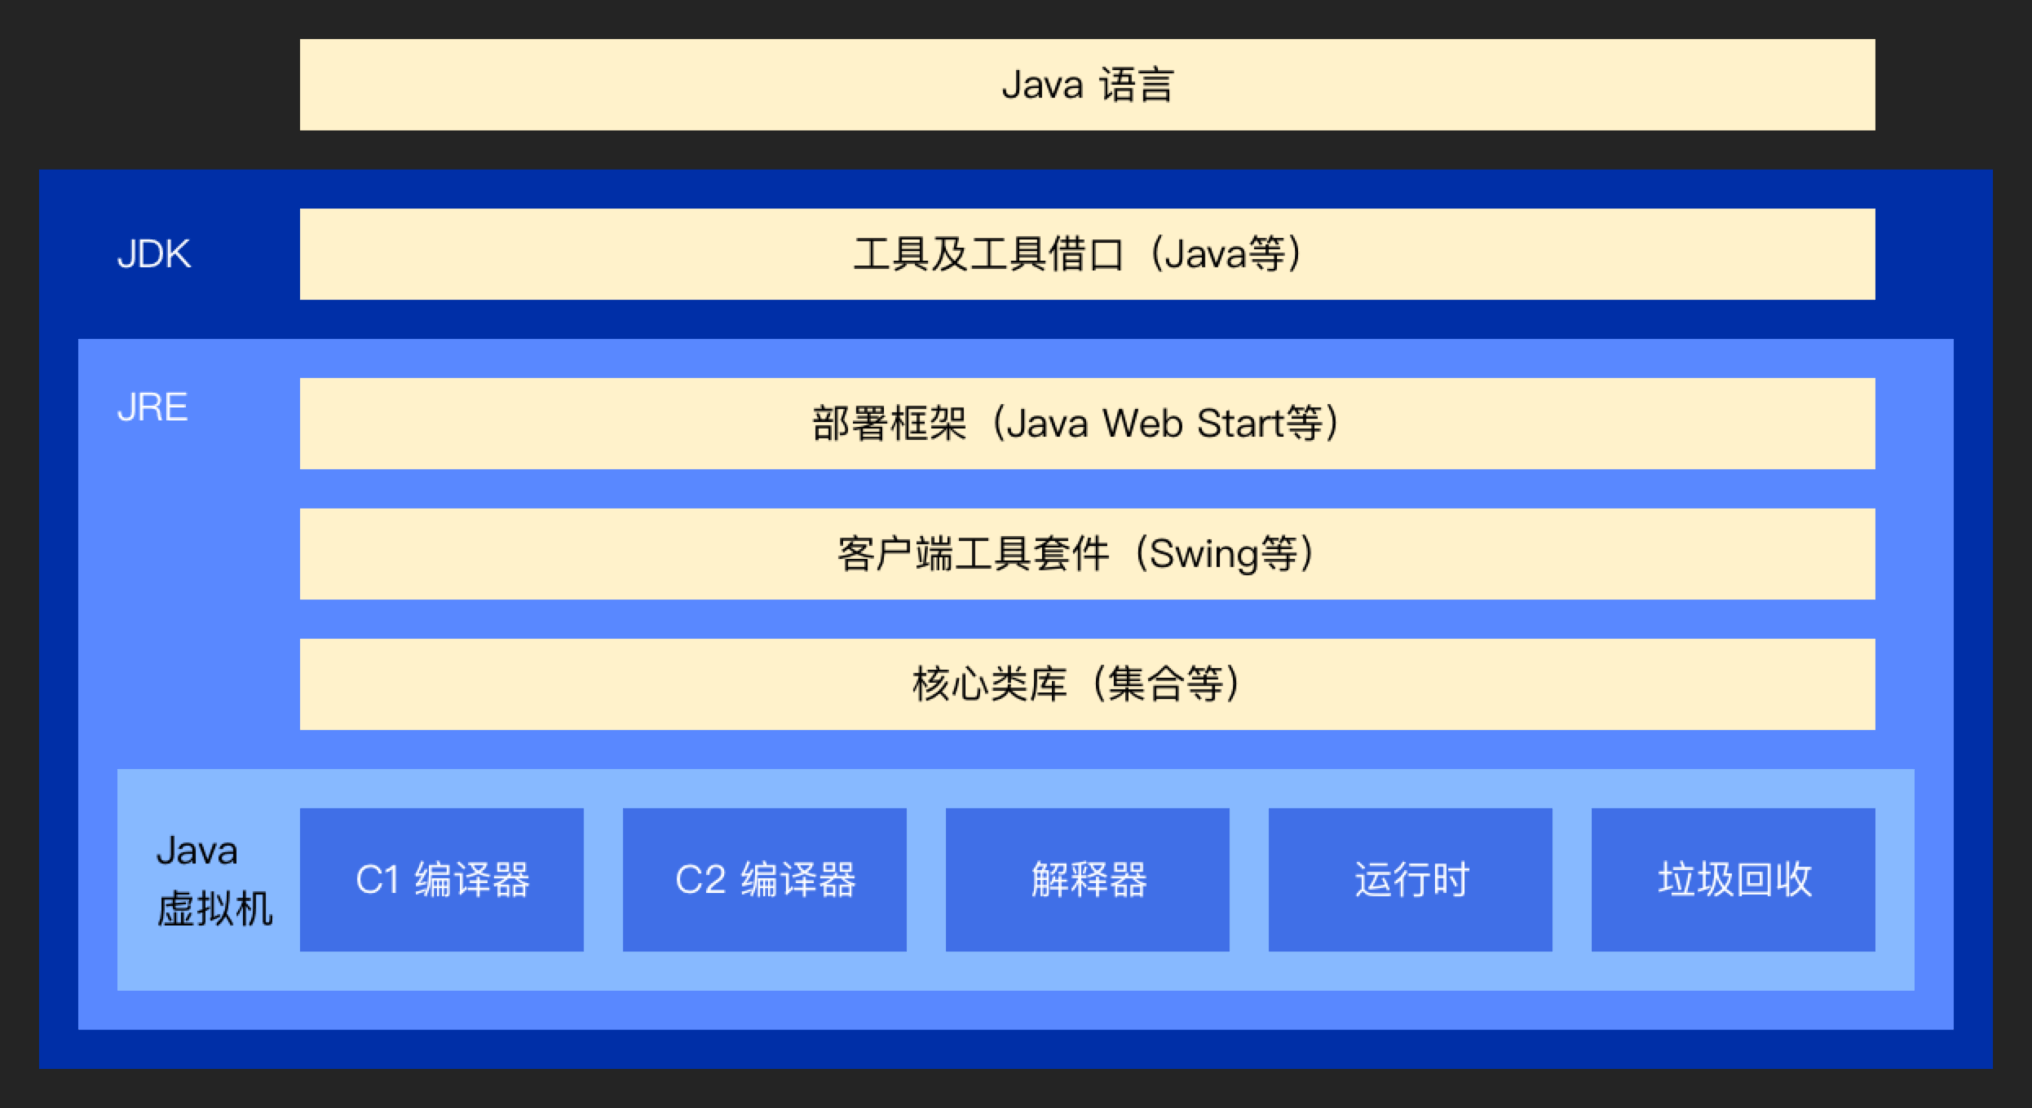 Java 语言
JDK
工具及工具借口（Java等）
JRE
部署框架（Java Web Start等）
客户端工具套件（Swing等）
核心类库（集合等）
Java
虚拟机
C1 编译器
C2 编译器
解释器
运行时
垃圾回收